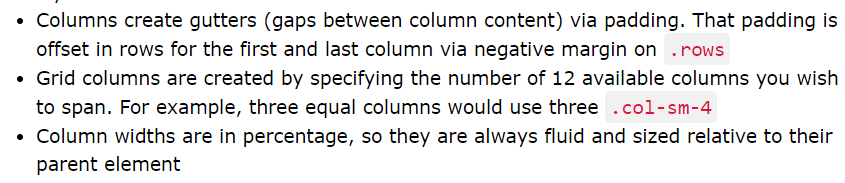 • Columns create gutters (gaps between column content) via padding. That padding is
offset in rows for the first and last column via negative margin on .rows
• Grid columns are created by specifying the number of 12 available columns you wish
to span. For example, three equal columns would use three .col-sm-4
• Column widths are in percentage, so they are always fluid and sized relative to their
parent element